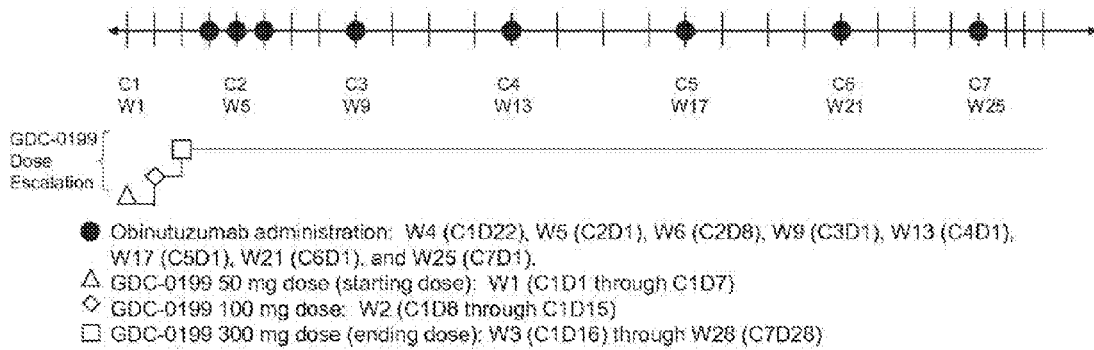 C1 C2 C3 C4 C5 C6 C7
W1 W5 W9 W13 W17 W21 W25
GDC-0199
Dose
Escalation
Obinutuzumab administration: W4 (C1D22), W5 (C2D1), W6 (C2D8), W9 (C3D1), W13 (C4D1),
W17 (C5D1), W21 (C6D1), and W25 (C7D1).
GDC-0199 50 mg dose (starting dose): W1 (C1D1 through C1D7)
GDC-0199 100 mg dose: W2 (C1D8 through C1D15)
GDC-0199 300 mg dose (ending dose): W3 (C1D16) through W28 (C7D28)